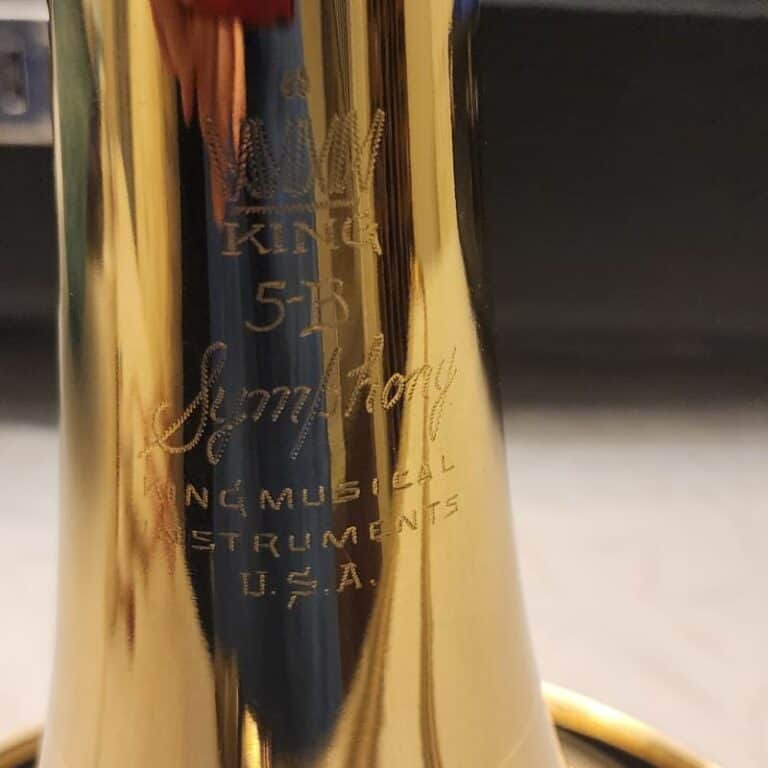 KING
5-B
Symphony
KING MUSICAL
INSTRUMENTS
U.S.A.